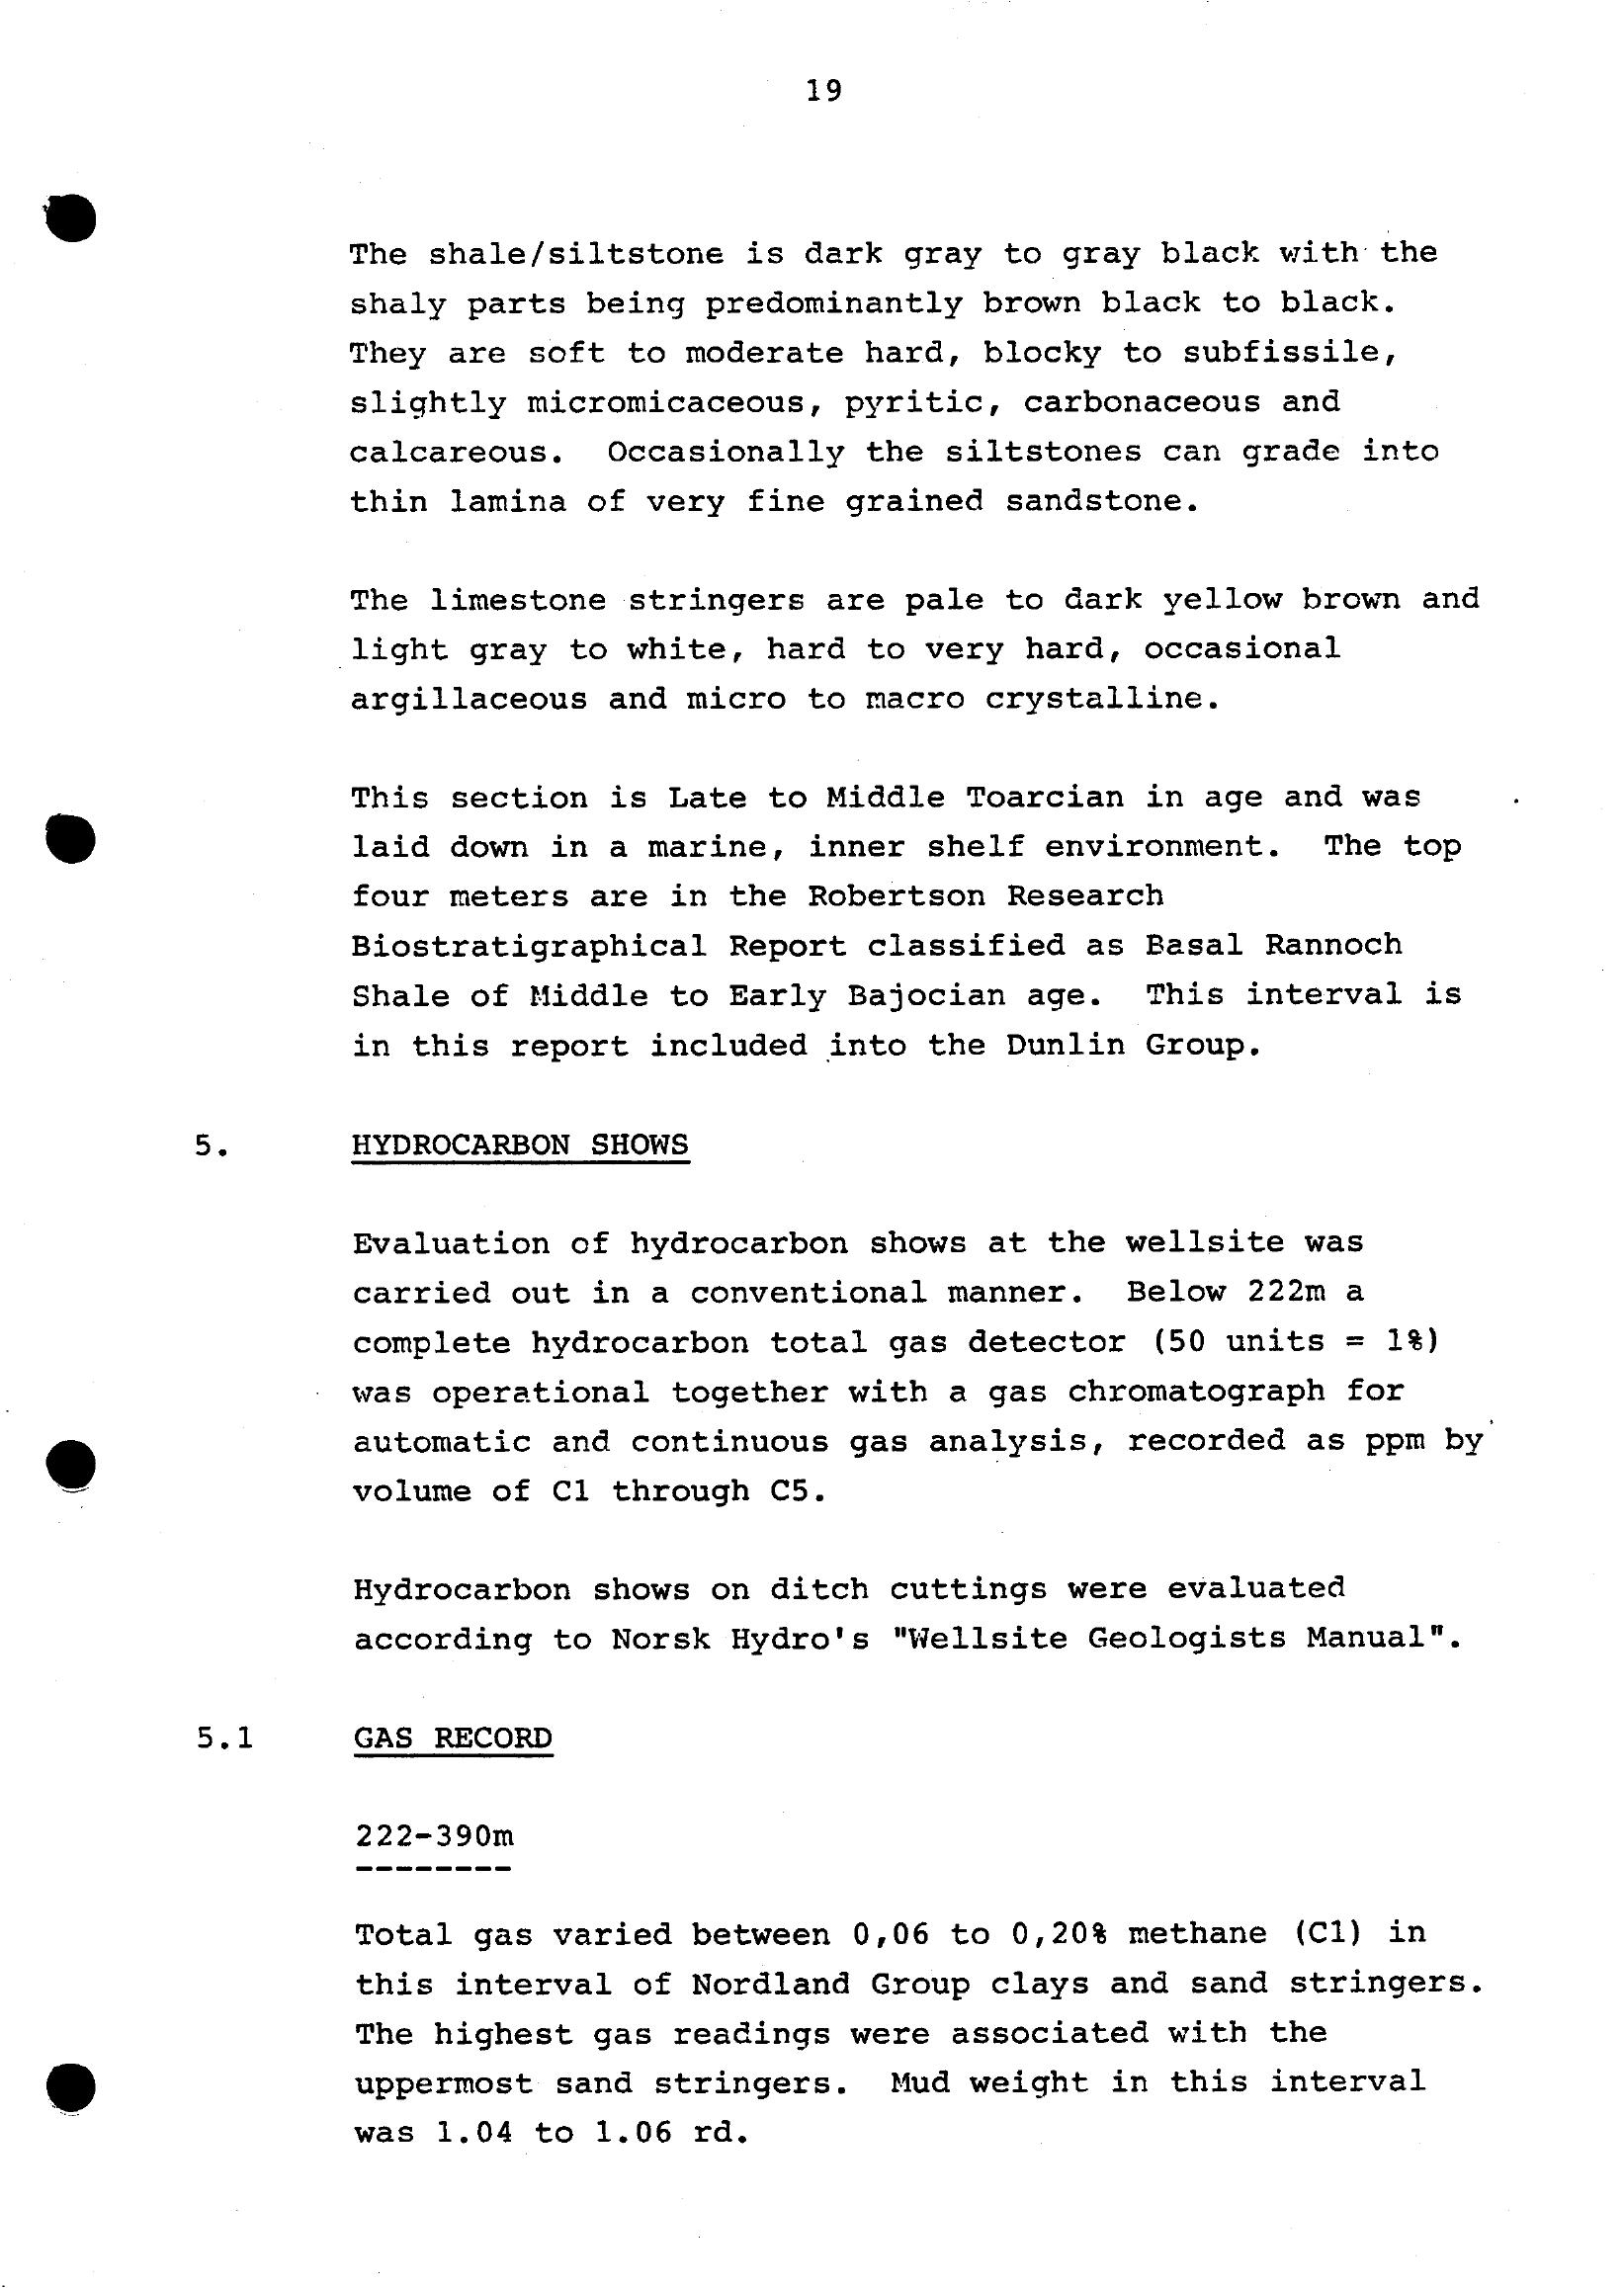 19
The shale/siltstone is dark gray to gray black with the
shaly parts being predominantly brown black to black.
They are soft to moderate hard, blocky to subfissile,
slightly micromicaceous, pyritic, carbonaceous and
calcareous. Occasionally the siltstones can grade into
thin lamina of very fine grained sandstone.
The limestone stringers are pale to dark yellow brown and
light gray to white, hard to very hard, occasional
argillaceous and micro to macro crystalline.
This section is Late to Middle Toarcian in age and was
laid down in a marine, inner shelf environment. The top
four meters are in the Robertson Research
Biostratigraphical Report classified as Basal Rannoch
Shale of Middle to Early Bajocian age. This interval is
in this report included into the Dunlin Group.
5. HYDROCARBON SHOWS
Evaluation of hydrocarbon shows at the wellsite was
carried out in a conventional manner. Below 222m a
complete hydrocarbon total gas detector (50 units = 1%)
was operational together with a gas chromatograph for
automatic and continuous gas analysis, recorded as ppm by
volume of C1 through C5.
Hydrocarbon shows on ditch cuttings were evaluated
according to Norsk Hydro's "Wellsite Geologists Manual".
5.1 GAS RECORD
222-390m
--------
Total gas varied between 0,06 to 0,20% methane (C1) in
this interval of Nordland Group clays and sand stringers.
The highest gas readings were associated with the
uppermost sand stringers. Mud weight in this interval
was 1.04 to 1.06 rd.